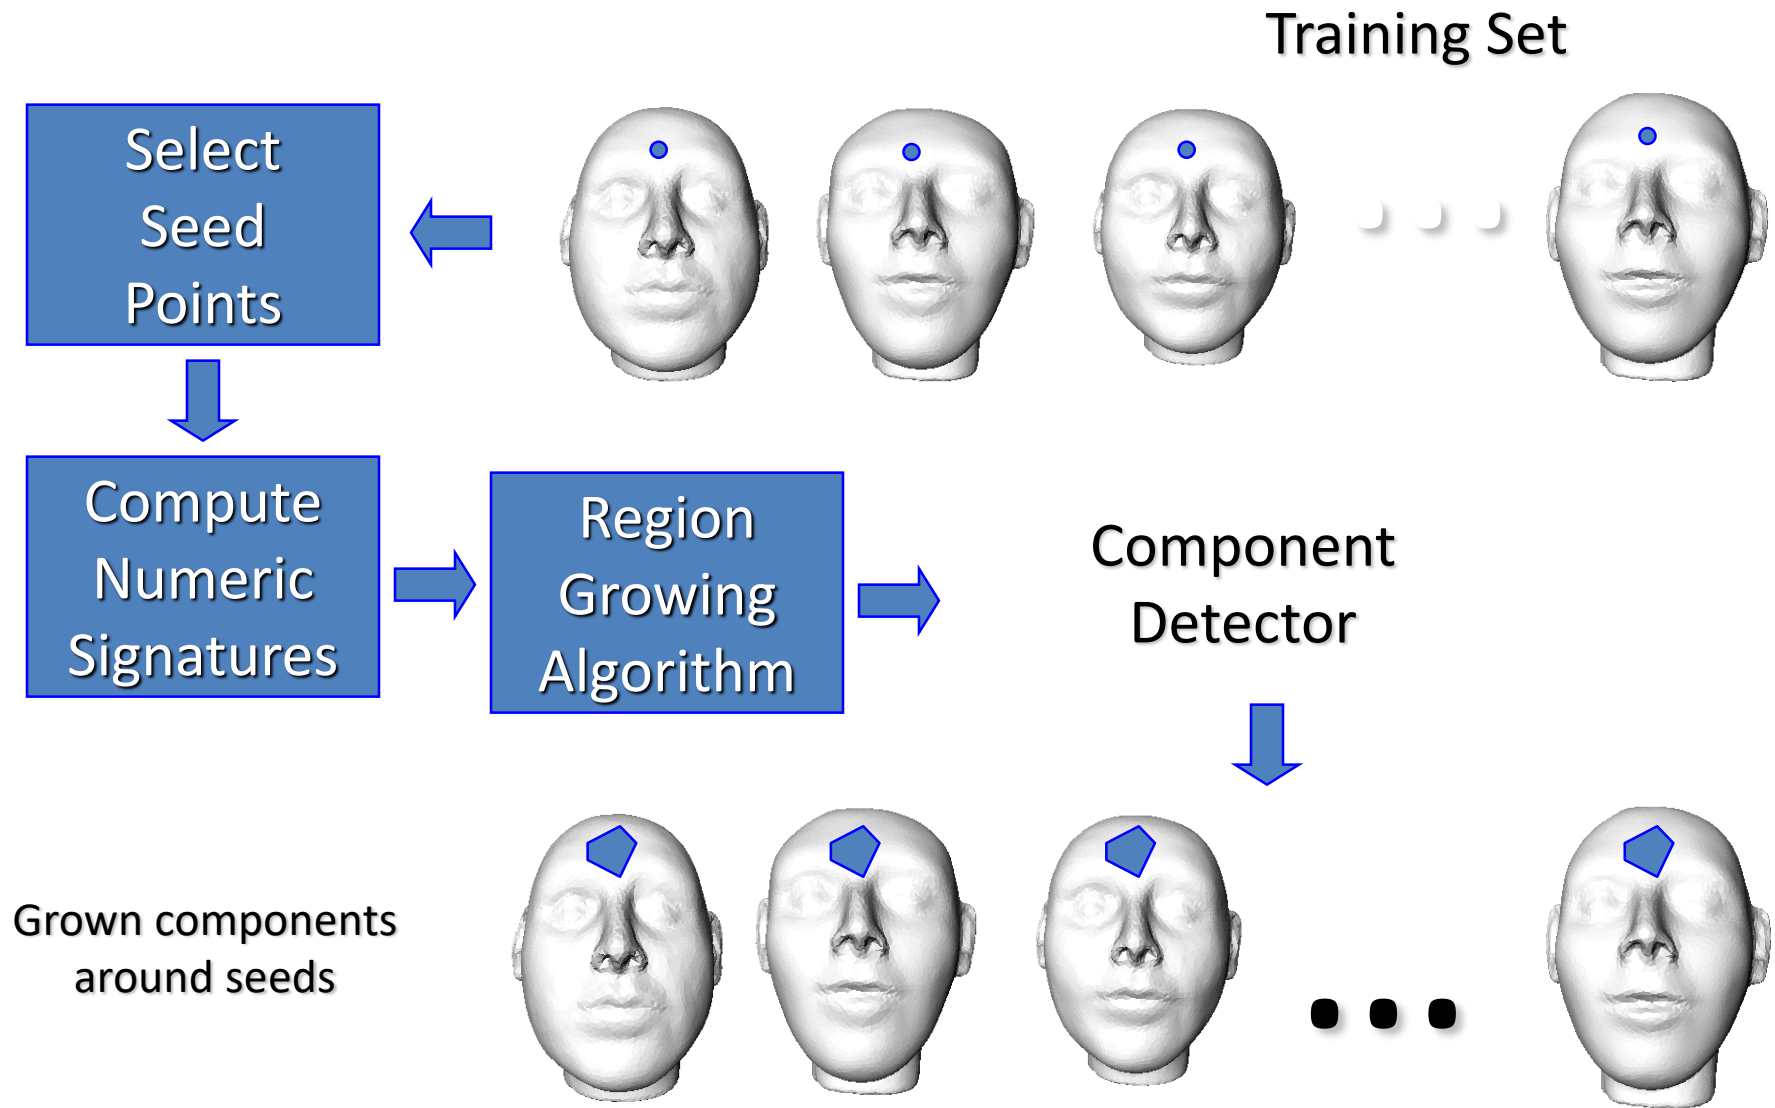 Training Set
Select
Seed
Points
Compute
Numeric
Signatures
Region
Growing
Algorithm
Component
Detector
Grown components
around seeds